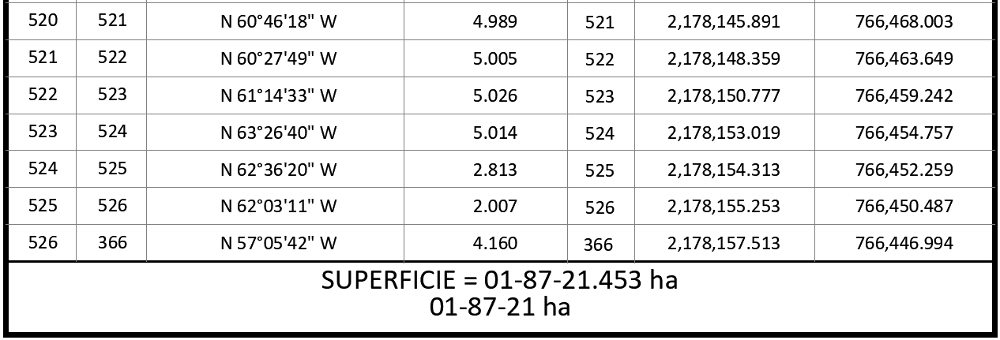 520 521 N 60°46'18" W 4.989 521 2,178,145.891 766,468.003
521 522 N 60°27'49" W 5.005 522 2,178,148.359 766,463.649
522 523 N 61°14'33" W 5.026 523 2,178,150.777 766,459.242
523 524 N 63°26'40" W 5.014 524 2,178,153.019 766,454.757
524 525 N 62°36'20" W 2.813 525 2,178,154.313 766,452.259
525 526 N 62°03'11" W 2.007 526 2,178,155.253 766,450.487
526 366 N 57°05'42" W 4.160 366 2,178,157.513 766,446.994
SUPERFICIE = 01-87-21.453 ha
01-87-21 ha